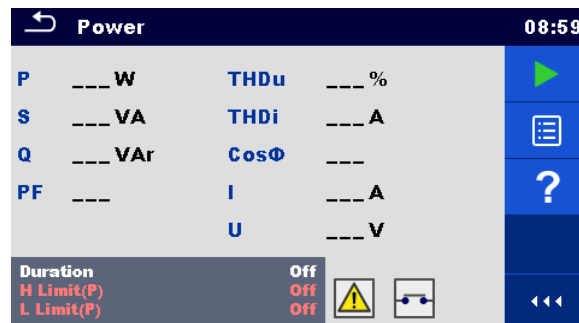 Power 08:59
P ___W THDu ___%
S ___VA THDi ___A
Q ___VAr CosΦ ___
PF ___ I ___A
U ___V
?
Duration Off
H Limit(P) Off
L Limit(P) Off